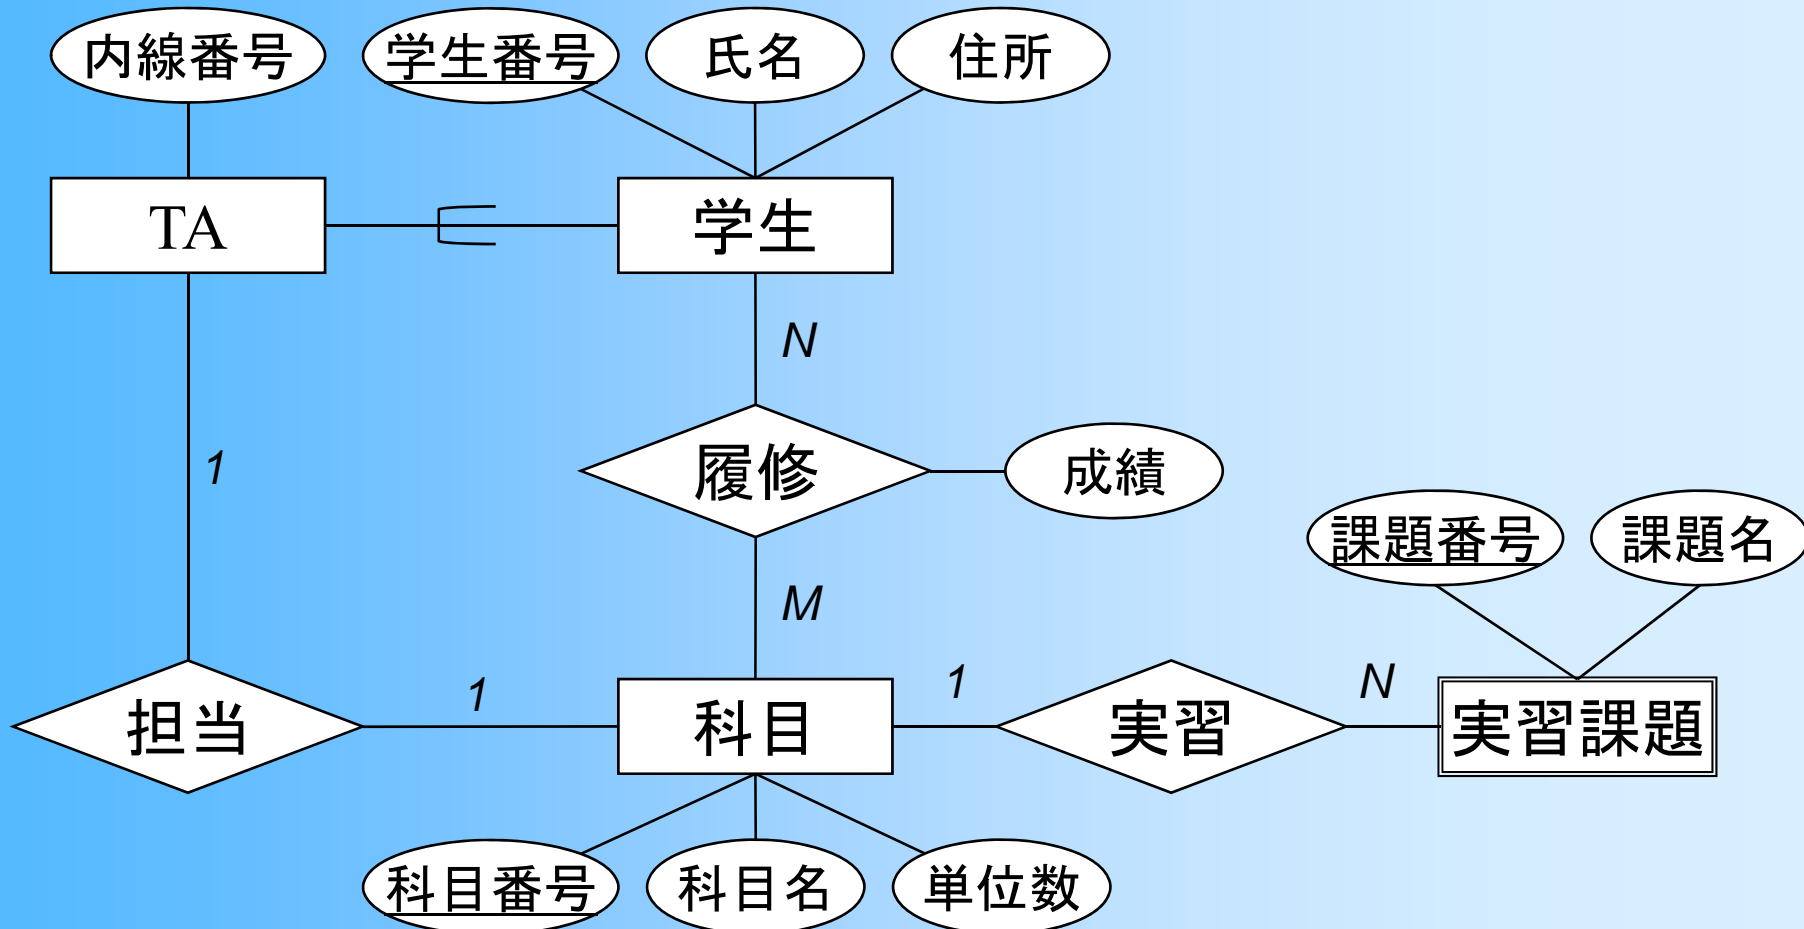 内線番号
学生番号
氏名
住所
TA
学生
N
1
履修
成績
課題番号
課題名
M
担当
1
科目
1
実習
N
実習課題
科目番号
科目名
単位数